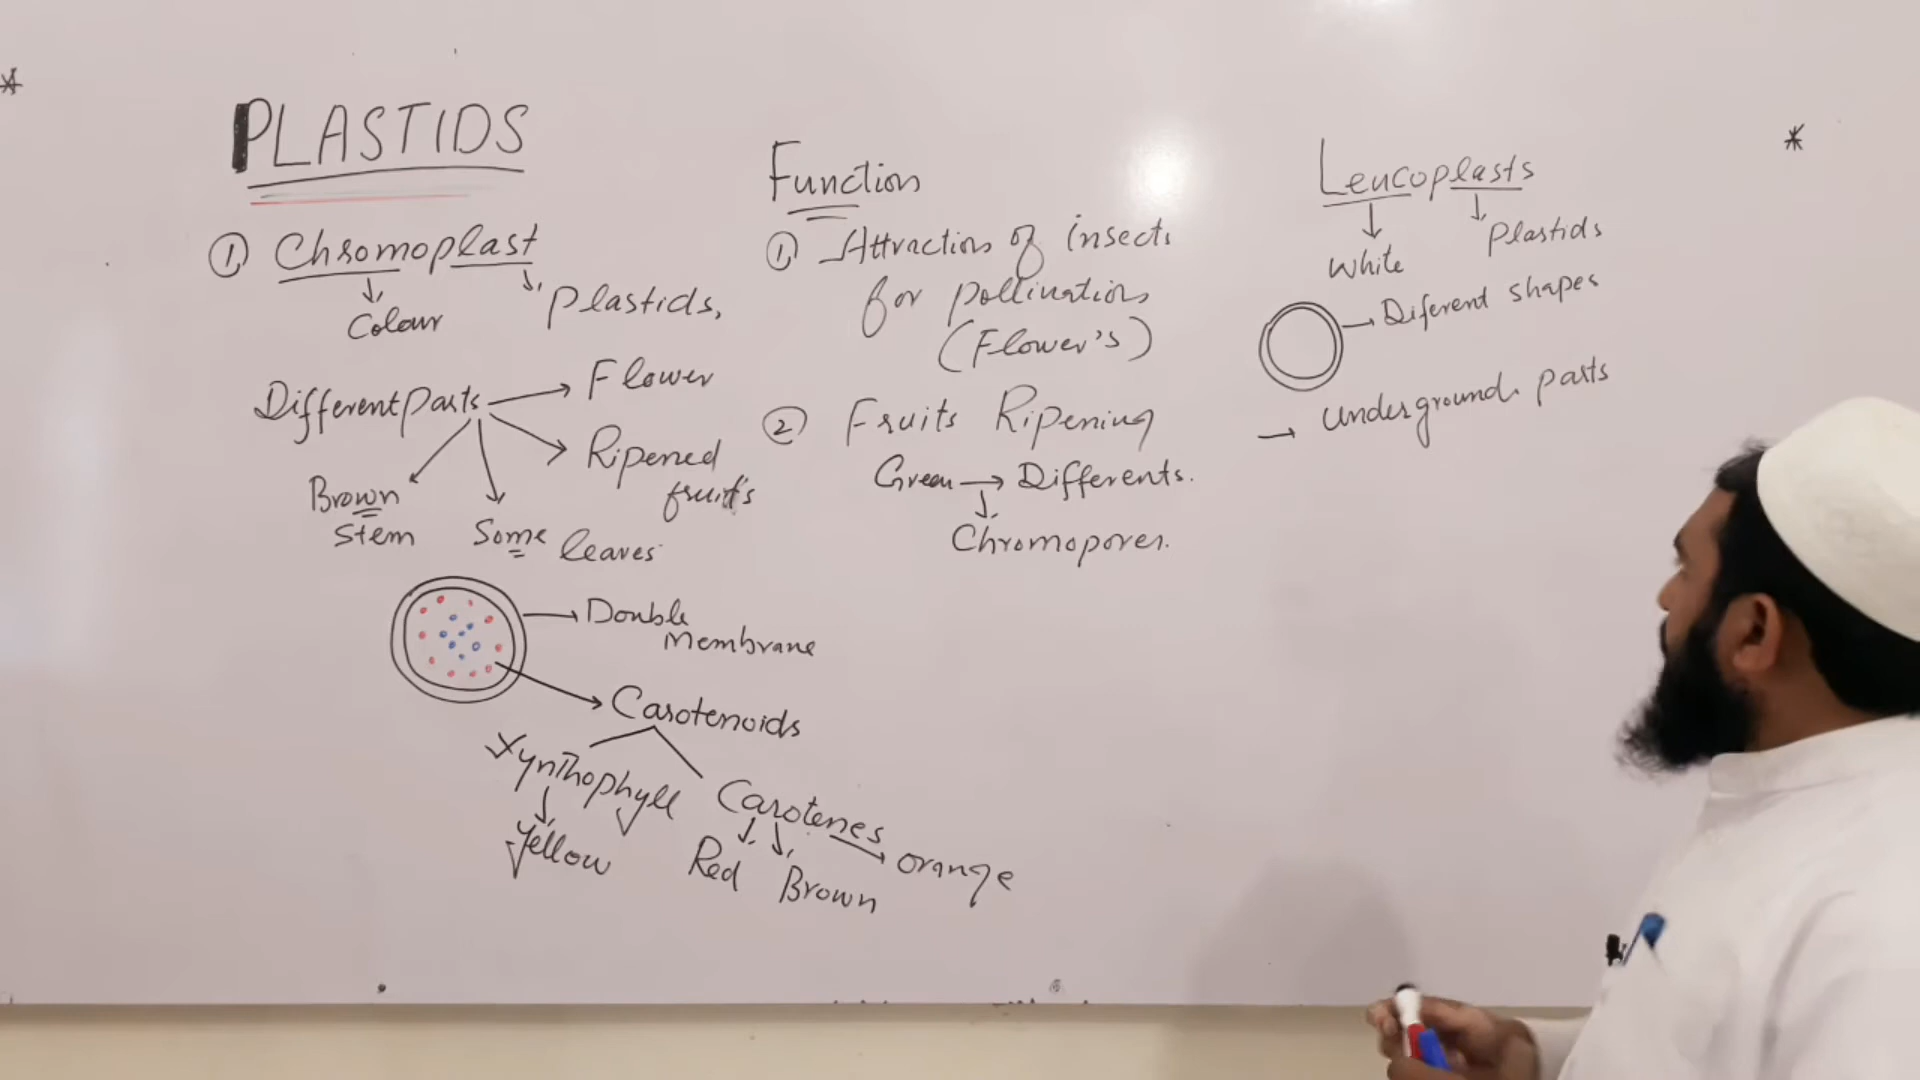 PLASTIDS
① Chromoplast
Colour
Plastids,
Different Parts
Flower
Ripened
fruit's
Brown
Stem
Some leaves
Double
Membrane
Carotenoids
Xynthophyll
Yellow
Carotenes
Red
Brown
orange
Function
① Attraction of insects
for pollination
(Flower's)
② Fruits Ripening
Green → Differents.
Chromopores.
Leucoplasts
White
Plastids
Diferent shapes
→ Underground parts